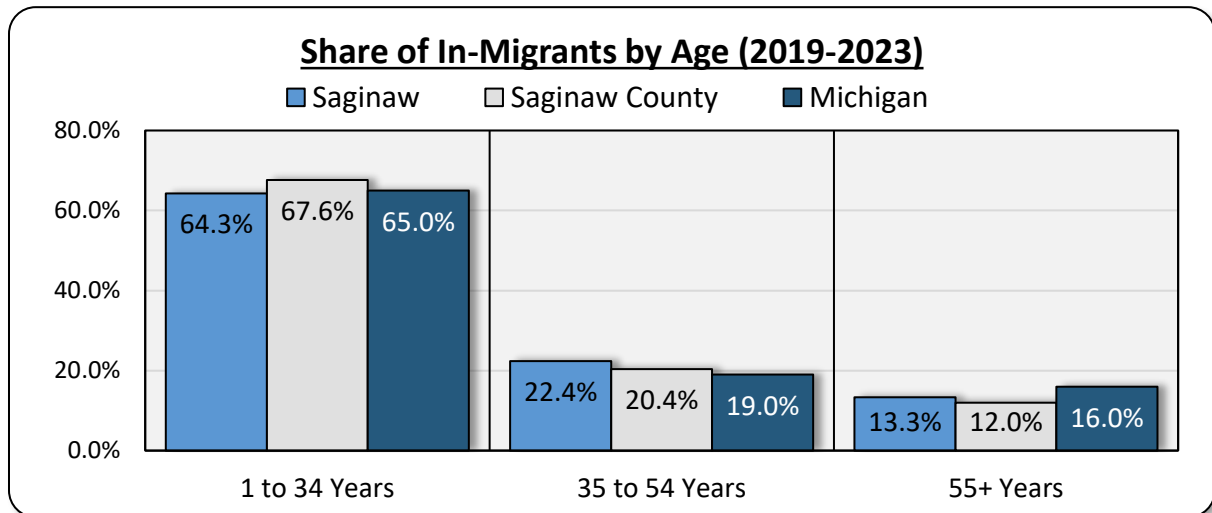 Share of In-Migrants by Age (2019-2023)
Saginaw Saginaw County Michigan
80.0%
60.0%
40.0%
20.0%
0.0%
64.3% 67.6% 65.0%
22.4% 20.4% 19.0%
13.3% 12.0% 16.0%
1 to 34 Years 35 to 54 Years 55+ Years